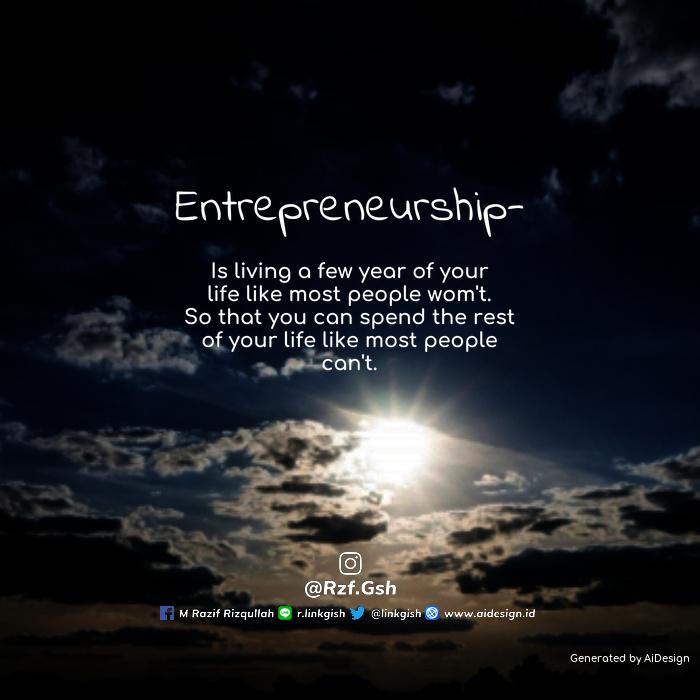 Entrepreneurship-
Is living a few year of your
life like most people wom't.
So that you can spend the rest
of your life like most people
can't.
@Rzf.Gsh
M Razif Rizqullah r.linkgish @linkgish www.aidesign.id
Generated by AiDesign